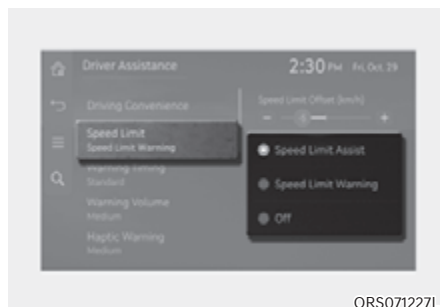 Driver Assistance
2:30 PM Fri, Oct. 29
Driving Convenience
Speed Limit Offset (km/h)
- +
Speed Limit
Speed Limit Warning
Speed Limit Assist
Warning Timing
Standard
Speed Limit Warning
Warning Volume
Medium
Off
Haptic Warning
Medium
ORS071227L